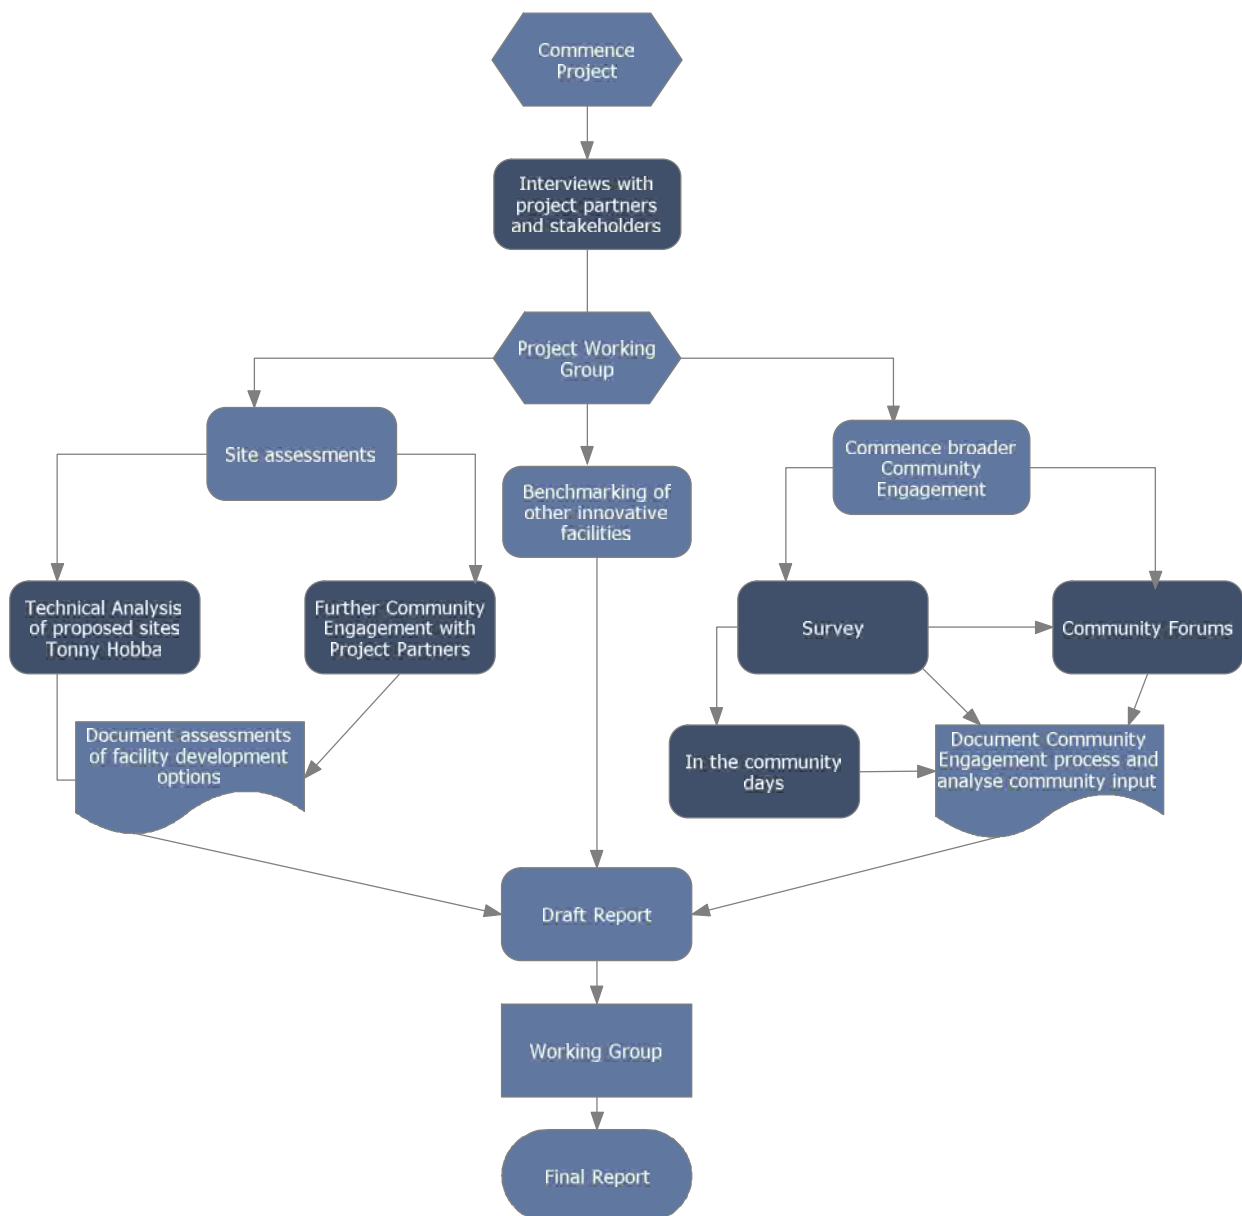 Commence
Project
Interviews with
project partners
and stakeholders
Project Working
Group
Site assessments
Benchmarking of
other innovative
facilities
Commence broader
Community
Engagement
Technical Analysis
of proposed sites
Tonny Hobba
Further Community
Engagement with
Project Partners
Survey
Community Forums
Document assessments
of facility development
options
In the community
days
Document Community
Engagement process and
analyse community input
Draft Report
Working Group
Final Report